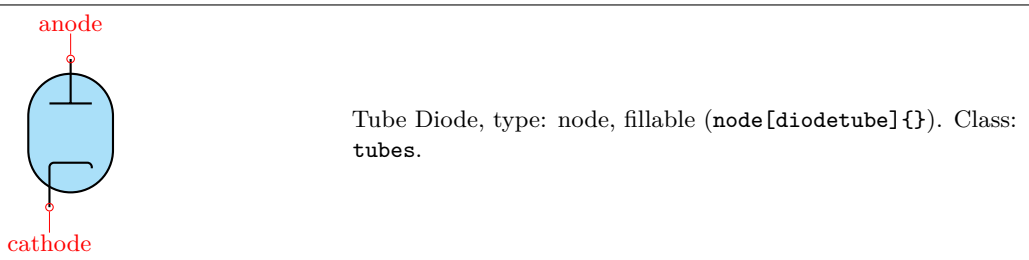 anode
Tube Diode, type: node, fillable (node[diodetube]{}). Class:
tubes.
cathode